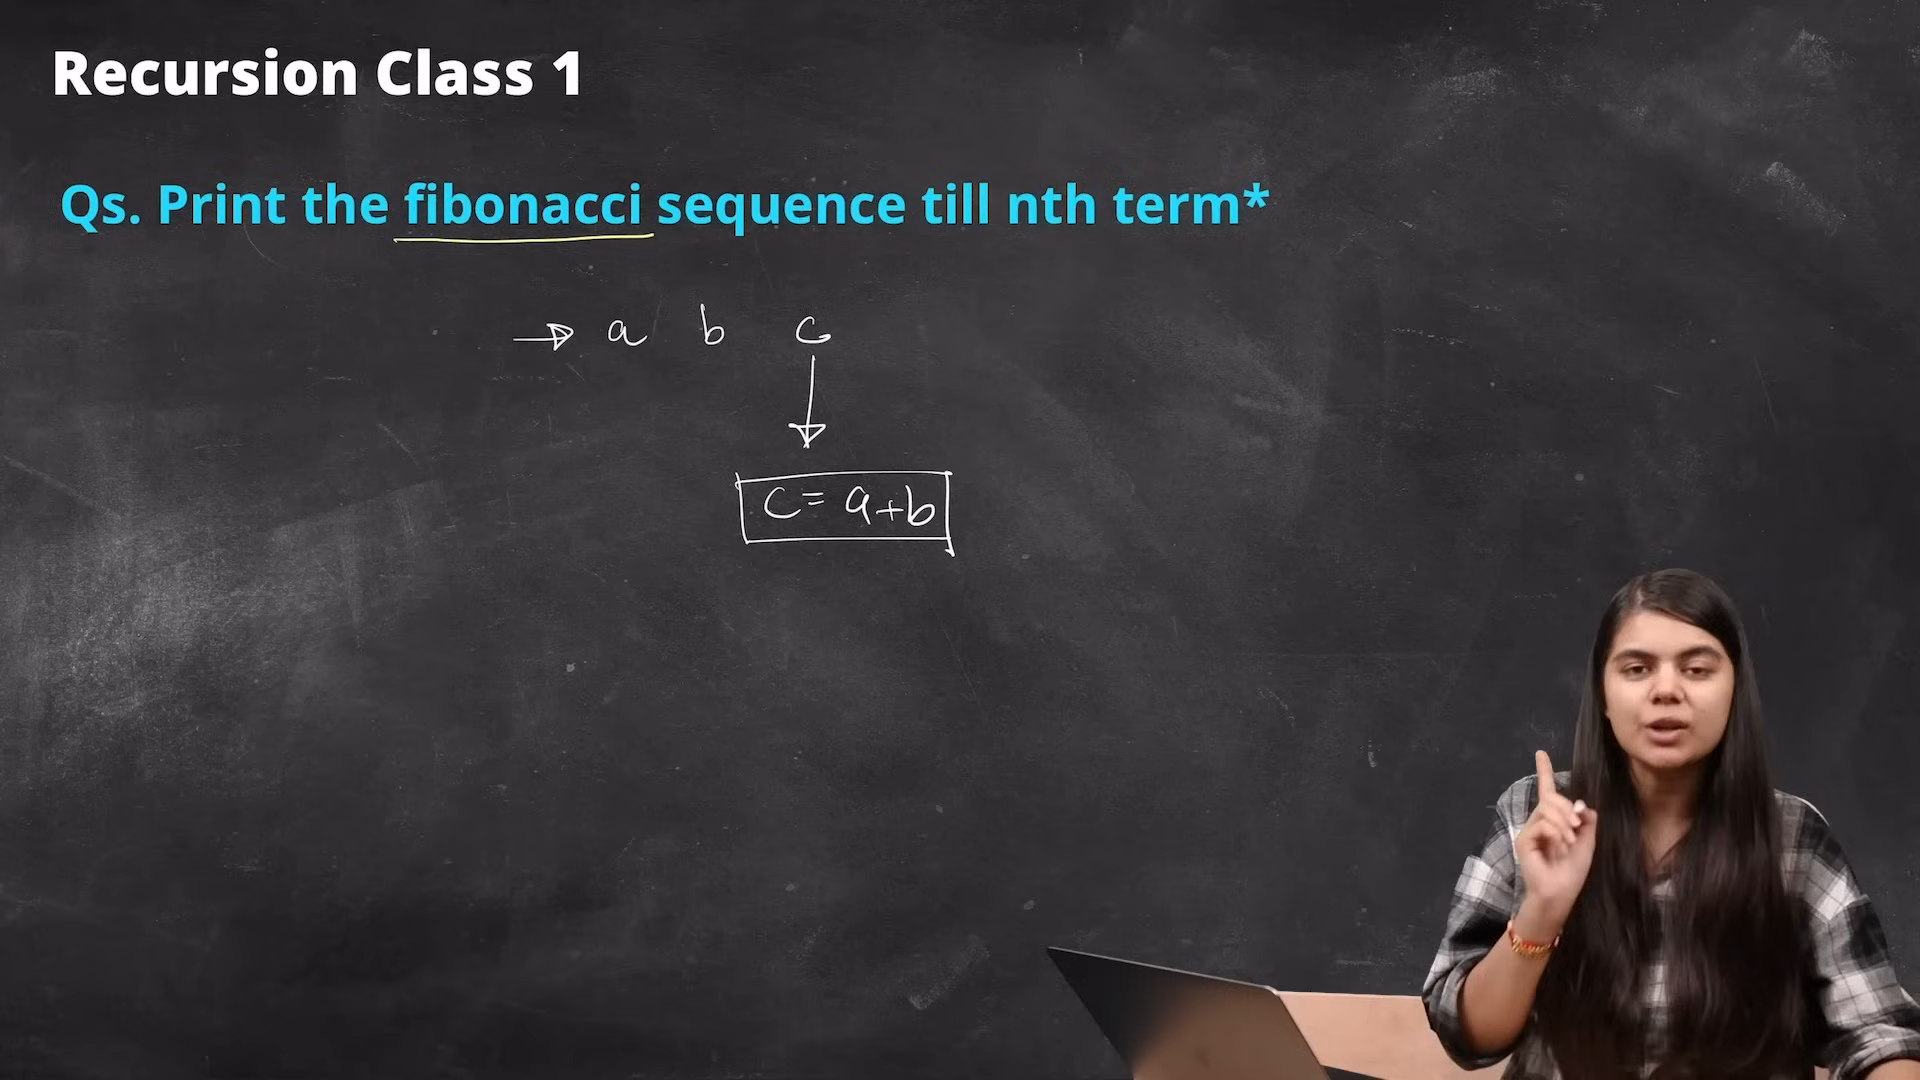 Recursion Class 1
Qs. Print the fibonacci sequence till nth term*
a b c
c = a+b